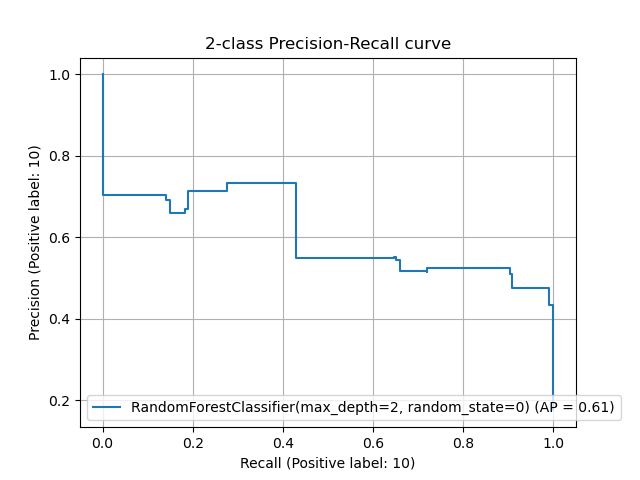 2-class Precision-Recall curve
1.0
0.8
0.6
0.4
0.2
Precision (Positive label: 10)
RandomForestClassifier(max_depth=2, random_state=0) (AP = 0.61)
0.0 0.2 0.4 0.6 0.8 1.0
Recall (Positive label: 10)